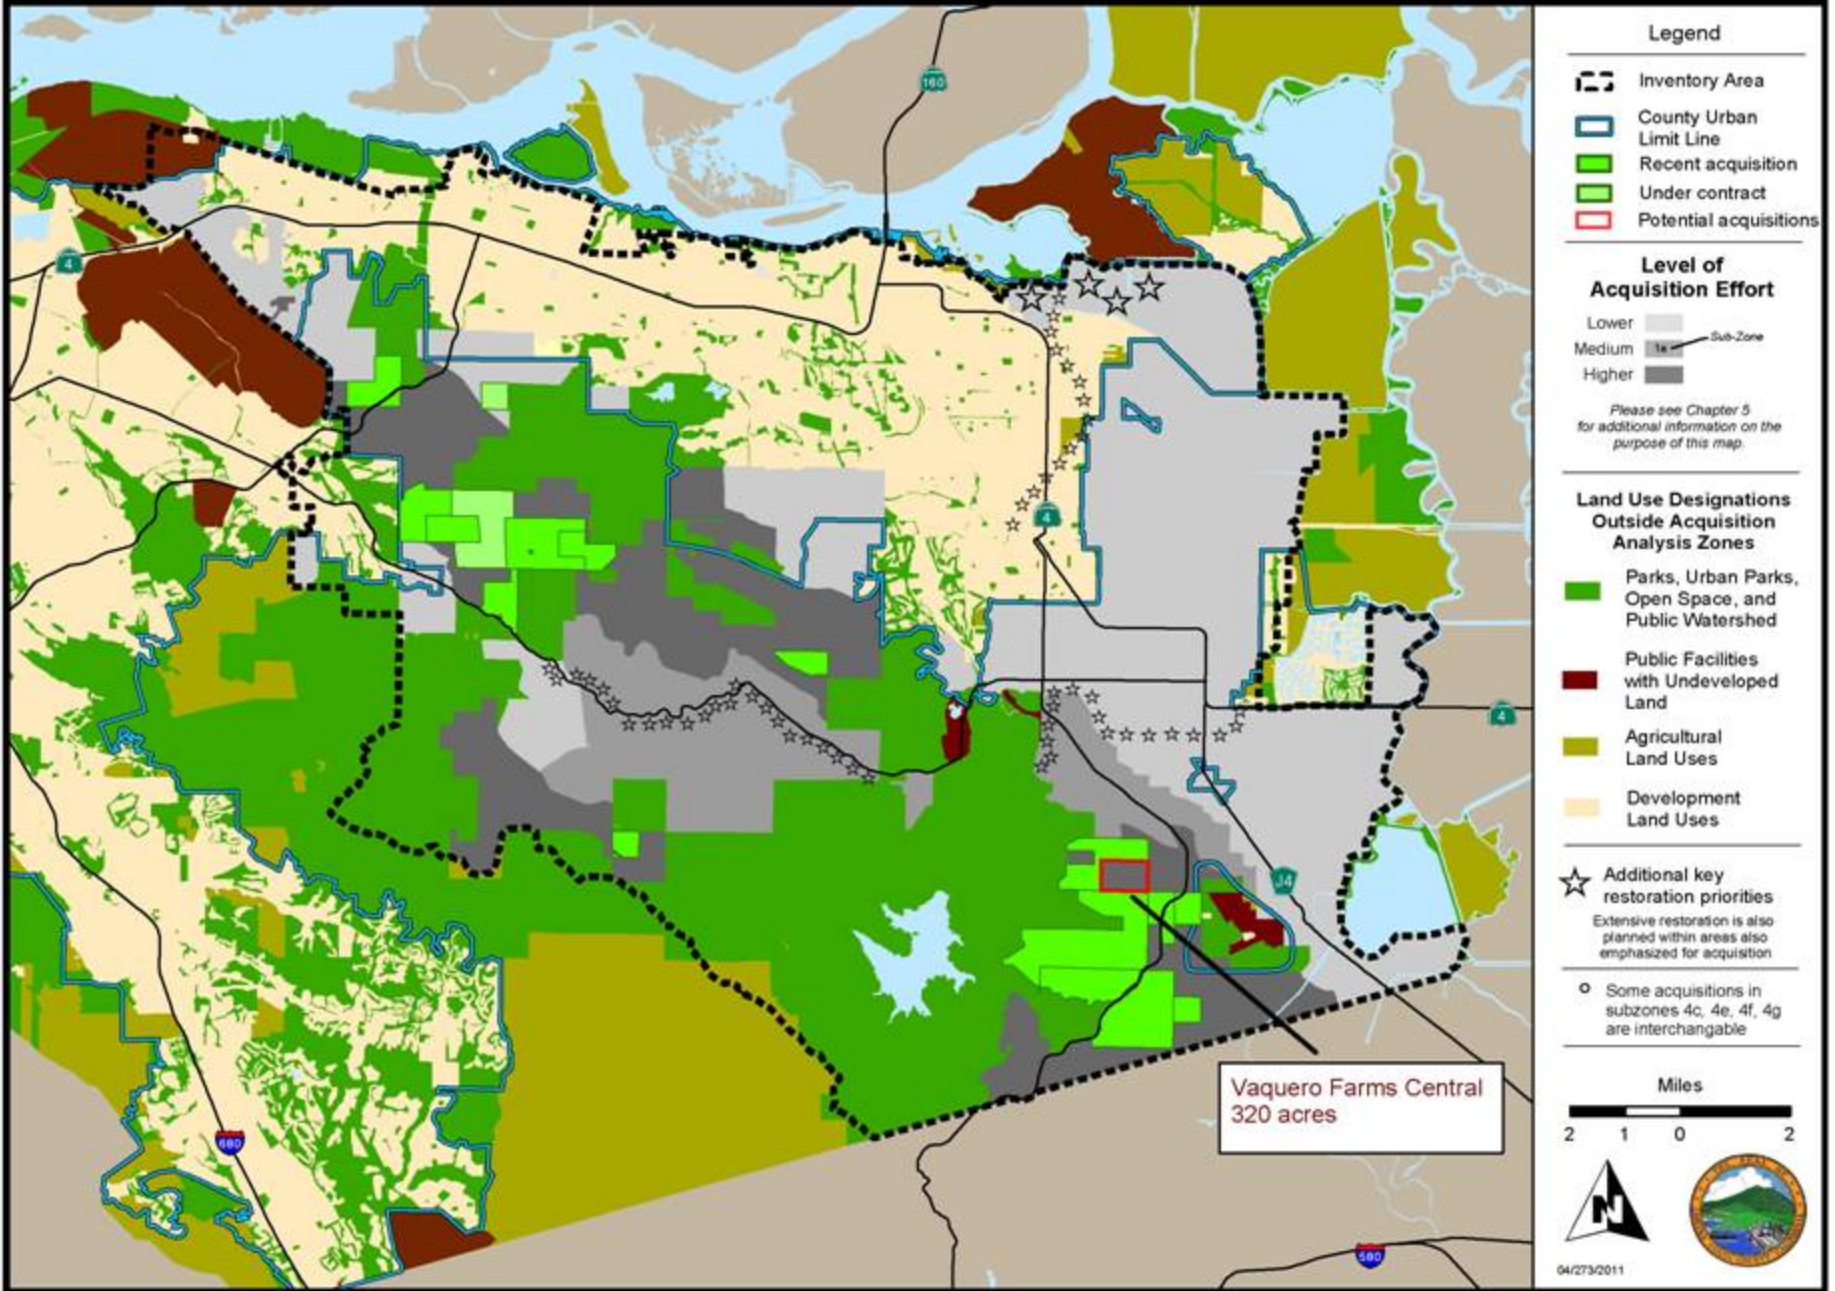 160
4
4
4
J4
680
580
Vaquero Farms Central
320 acres
Legend
Inventory Area
County Urban
Limit Line
Recent acquisition
Under contract
Potential acquisitions
Level of
Acquisition Effort
Lower
Medium
1a
Sub-Zone
Higher
Please see Chapter 5
for additional information on the
purpose of this map.
Land Use Designations
Outside Acquisition
Analysis Zones
Parks, Urban Parks,
Open Space, and
Public Watershed
Public Facilities
with Undeveloped
Land
Agricultural
Land Uses
Development
Land Uses
Additional key
restoration priorities
Extensive restoration is also
planned within areas also
emphasized for acquisition
Some acquisitions in
subzones 4c, 4e, 4f, 4g
are interchangable
Miles
2 1 0 2
N
04/273/2011